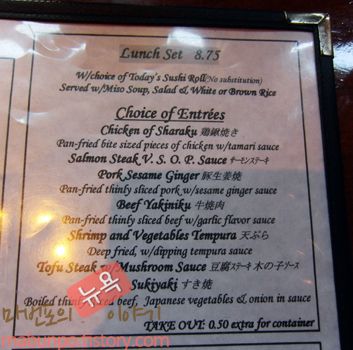 Lunch Set 8.75
W/choice of Today's Sushi Roll(No substitution)
Served w/Miso Soup, Salad & White or Brown Rice
Choice of Entrées
Chicken of Sharaku 鶏鍬焼き
Pan-fried bite sized pieces of chicken w/tamari sauce
Salmon Steak V. S. O. P. Sauce サーモンステーキ
Pork Sesame Ginger 豚生姜焼
Pan-fried thinly sliced pork w/sesame ginger sauce
Beef Yakiniku 牛焼肉
Pan-fried thinly sliced beef w/garlic flavor sauce
Shrimp and Vegetables Tempura 天ぷら
Deep fried, w/dipping tempura sauce
Tofu Steak w/Mushroom Sauce 豆腐ステーキ 木の子ソース
Sukiyaki すき焼
Boiled thinly sliced beef, Japanese vegetables & onion in sauce
TAKE OUT: 0.50 extra for container
뉴욕
이야기